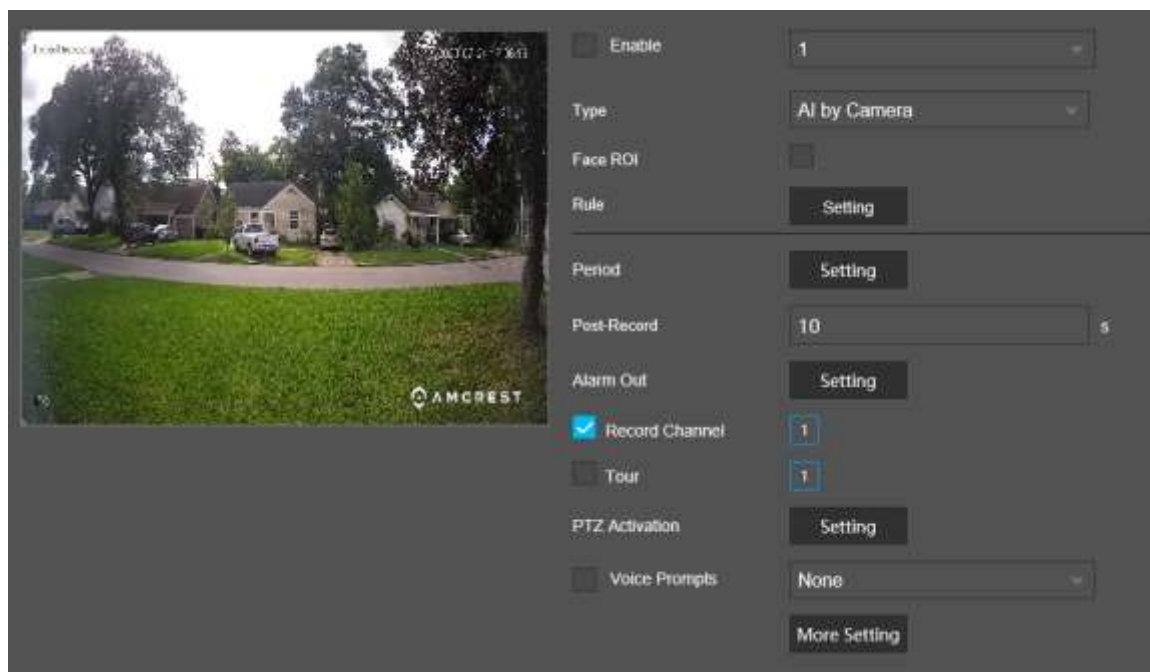 Enable
1
Type
AI by Camera
Face ROI
Rule
Setting
Period
Setting
Post-Record
10
s
Alarm Out
Setting
AMCREST
Record Channel
1
Tour
1
PTZ Activation
Setting
Voice Prompts
None
More Setting